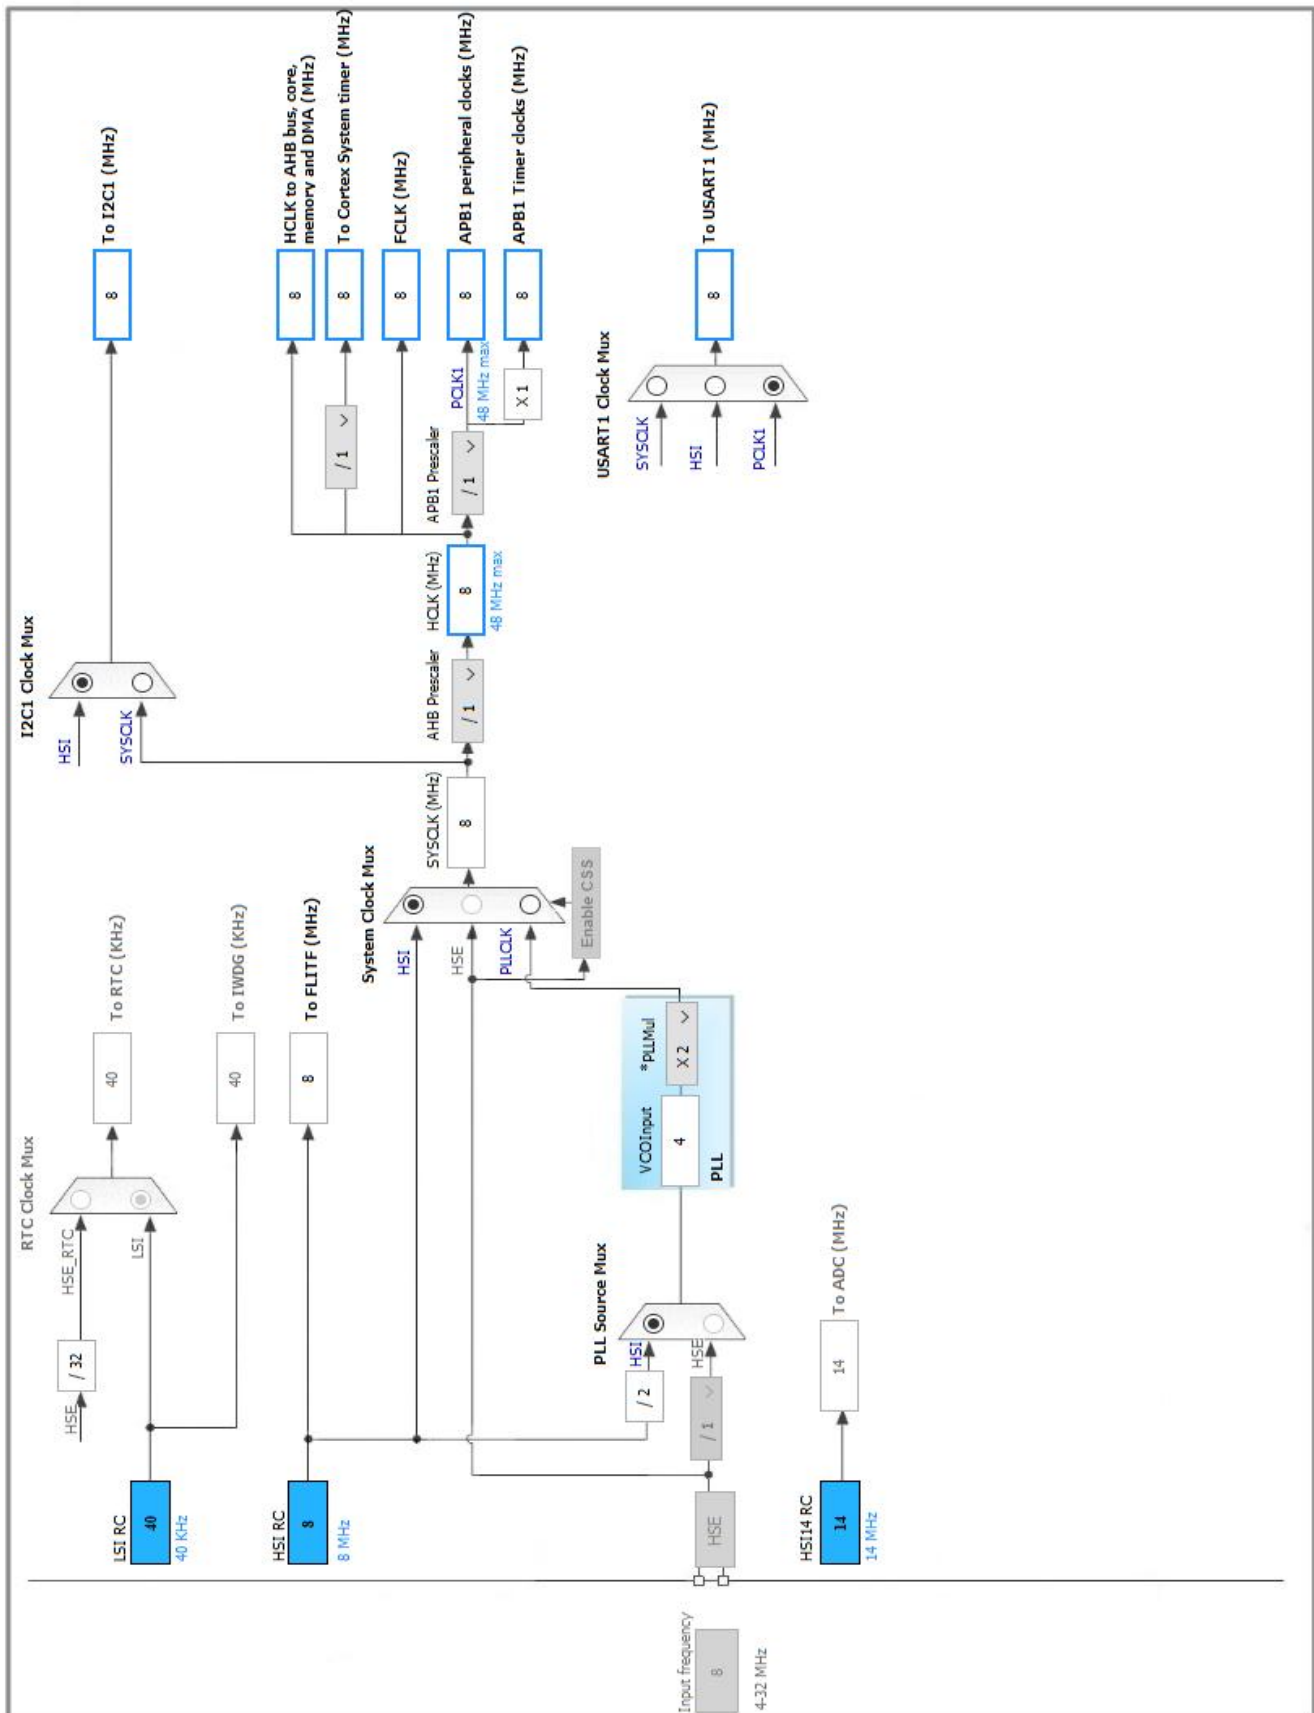 RTC Clock Mux
HSE
/ 32
HSE_RTC
LSI
40
To RTC (KHz)
LSI RC
40
40 KHz
40
To IWDG (KHz)
HSI RC
8
8 MHz
8
To FLITF (MHz)
I2C1 Clock Mux
HSI
SYSCLK
8
To I2C1 (MHz)
System Clock Mux
HSI
HSE
PLLCLK
Enable CSS
SYSCLK (MHz)
8
AHB Prescaler
/ 1
HCLK (MHz)
8
48 MHz max
APB1 Prescaler
/ 1
PCLK1
48 MHz max
X 1
/ 1
8
HCLK to AHB bus, core,
memory and DMA (MHz)
8
To Cortex System timer (MHz)
8
FCLK (MHz)
8
APB1 peripheral clocks (MHz)
8
APB1 Timer clocks (MHz)
PLL Source Mux
/ 2
HSI
HSE
/ 1
VCOInput
4
*PLLMul
X 2
PLL
Input frequency
8
4-32 MHz
HSE
HSI14 RC
14
14 MHz
14
To ADC (MHz)
USART1 Clock Mux
SYSCLK
HSI
PCLK1
8
To USART1 (MHz)